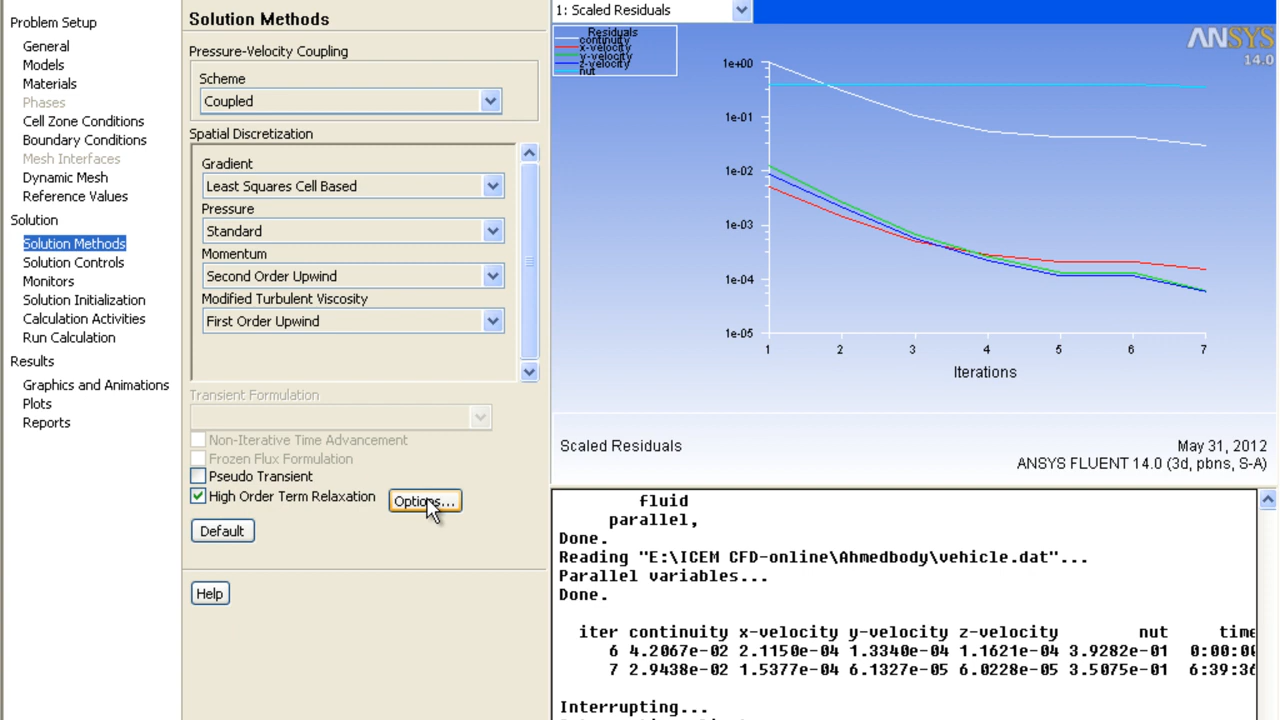 Problem Setup
General
Models
Materials
Phases
Cell Zone Conditions
Boundary Conditions
Mesh Interfaces
Dynamic Mesh
Reference Values
Solution
Solution Methods
Solution Controls
Monitors
Solution Initialization
Calculation Activities
Run Calculation
Results
Graphics and Animations
Plots
Reports
Solution Methods
Pressure-Velocity Coupling
Scheme
Coupled
Spatial Discretization
Gradient
Least Squares Cell Based
Pressure
Standard
Momentum
Second Order Upwind
Modified Turbulent Viscosity
First Order Upwind
Transient Formulation
Non-Iterative Time Advancement
Frozen Flux Formulation
Pseudo Transient
High Order Term Relaxation
Options...
Default
Help
1: Scaled Residuals
Residuals
continuity
x-velocity
y-velocity
z-velocity
nut
ANSYS
14.0
1e+00
1e-01
1e-02
1e-03
1e-04
1e-05
1 2 3 4 5 6 7
Iterations
Scaled Residuals
May 31, 2012
ANSYS FLUENT 14.0 (3d, pbns, S-A)
fluid
parallel,
Done.
Reading "E:\ICEM CFD-online\Ahmedbody\vehicle.dat"...
Parallel variables...
Done.
iter continuity x-velocity y-velocity z-velocity nut time
6 4.2067e-02 2.1150e-04 1.3340e-04 1.1621e-04 3.9282e-01 0:00:0
7 2.9438e-02 1.5377e-04 6.1327e-05 6.0228e-05 3.5075e-01 6:39:3
Interrupting...